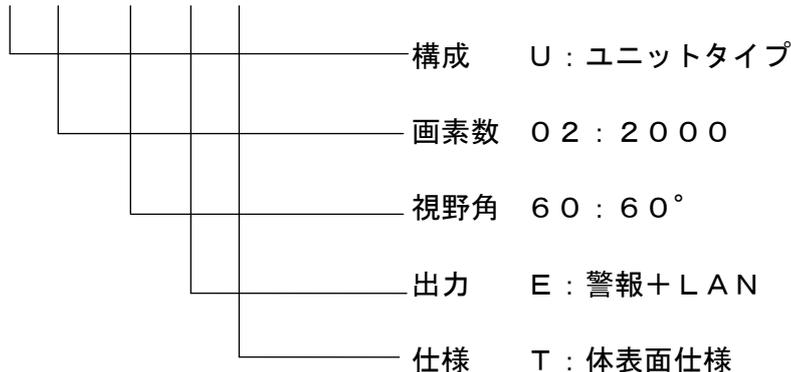 構成　U：ユニットタイプ
画素数　０２：２０００
視野角　６０：６０°
出力　E：警報＋ＬＡＮ
仕様　T：体表面仕様